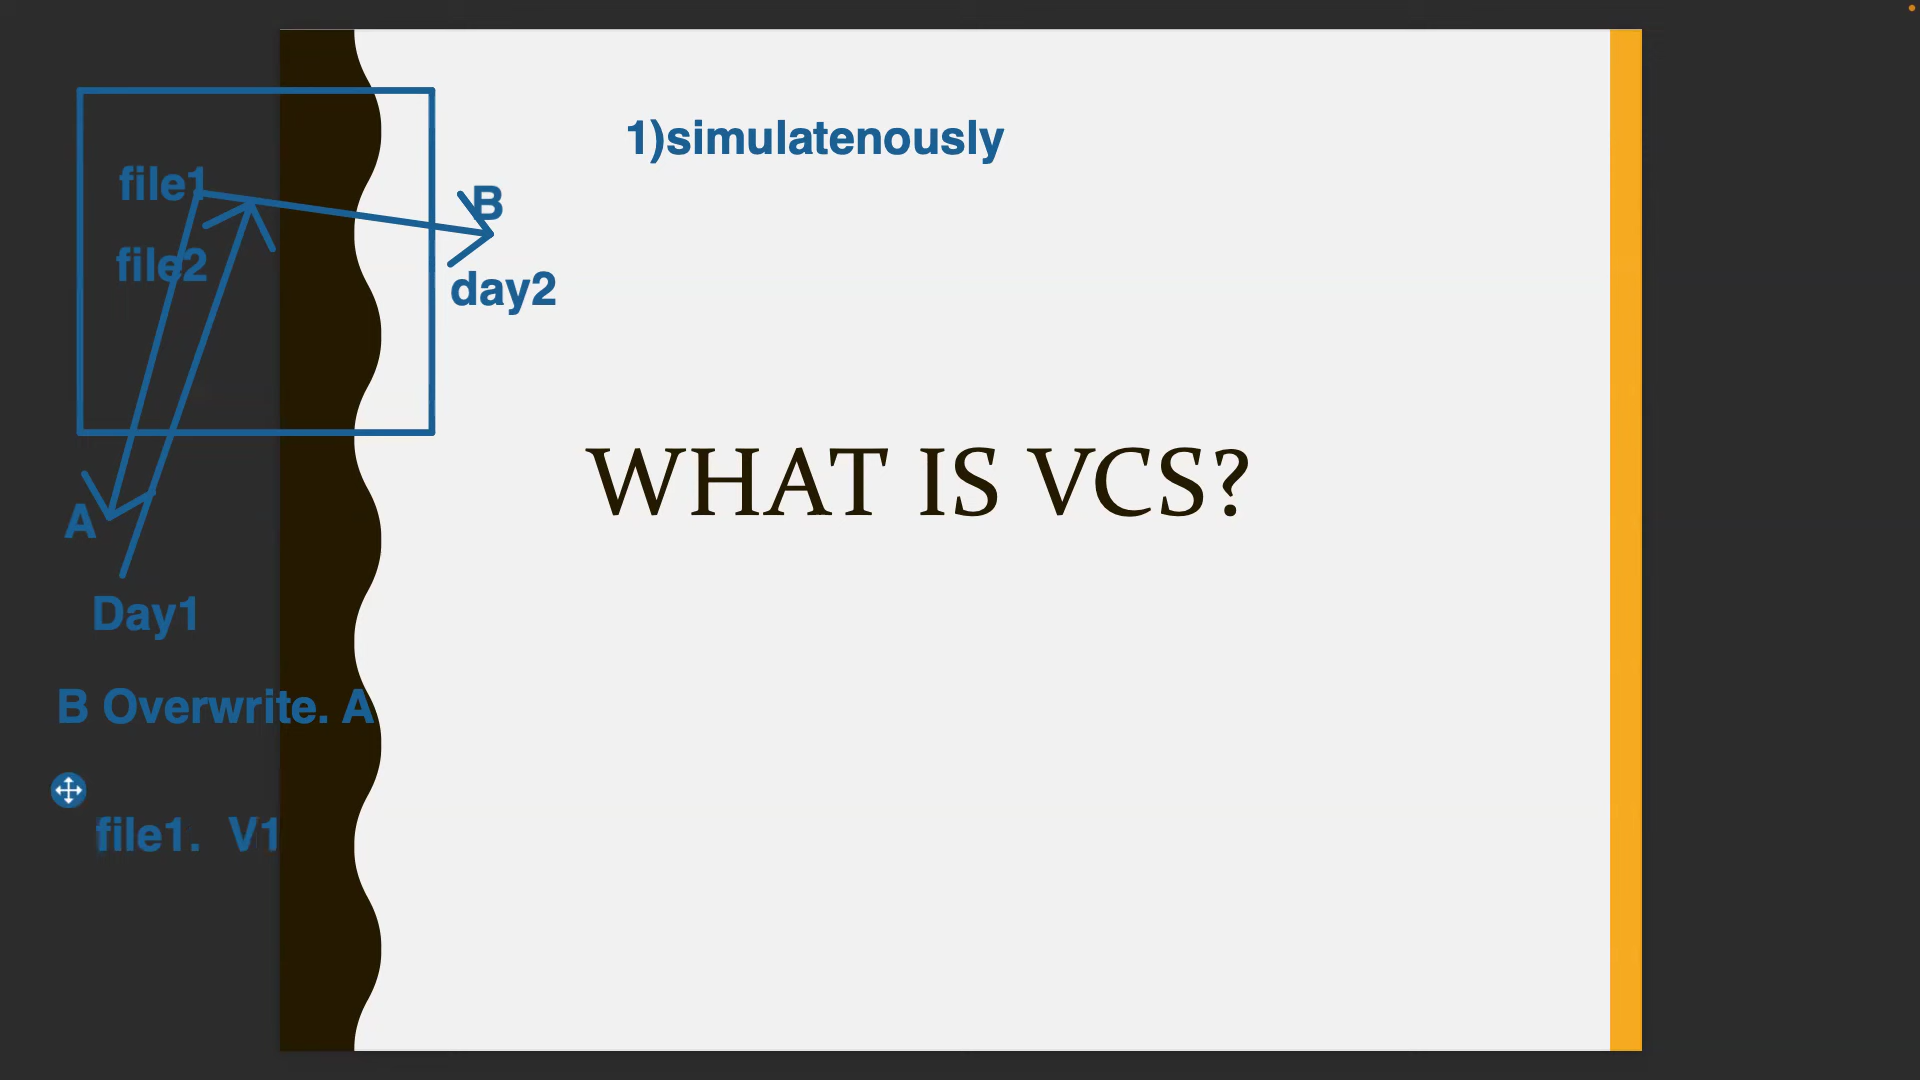 1)simulatenously
file1
B
file2
day2
WHAT IS VCS?
A
Day1
B Overwrite. A
file1. V1